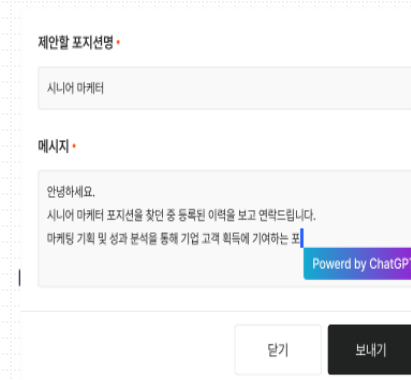 제안할 포지션명 •
시니어 마케터
메시지 •
안녕하세요.
시니어 마케터 포지션을 찾던 중 등록된 이력을 보고 연락드립니다.
마케팅 기획 및 성과 분석을 통해 기업 고객 획득에 기여하는 포
Powerd by ChatGPT
닫기
보내기